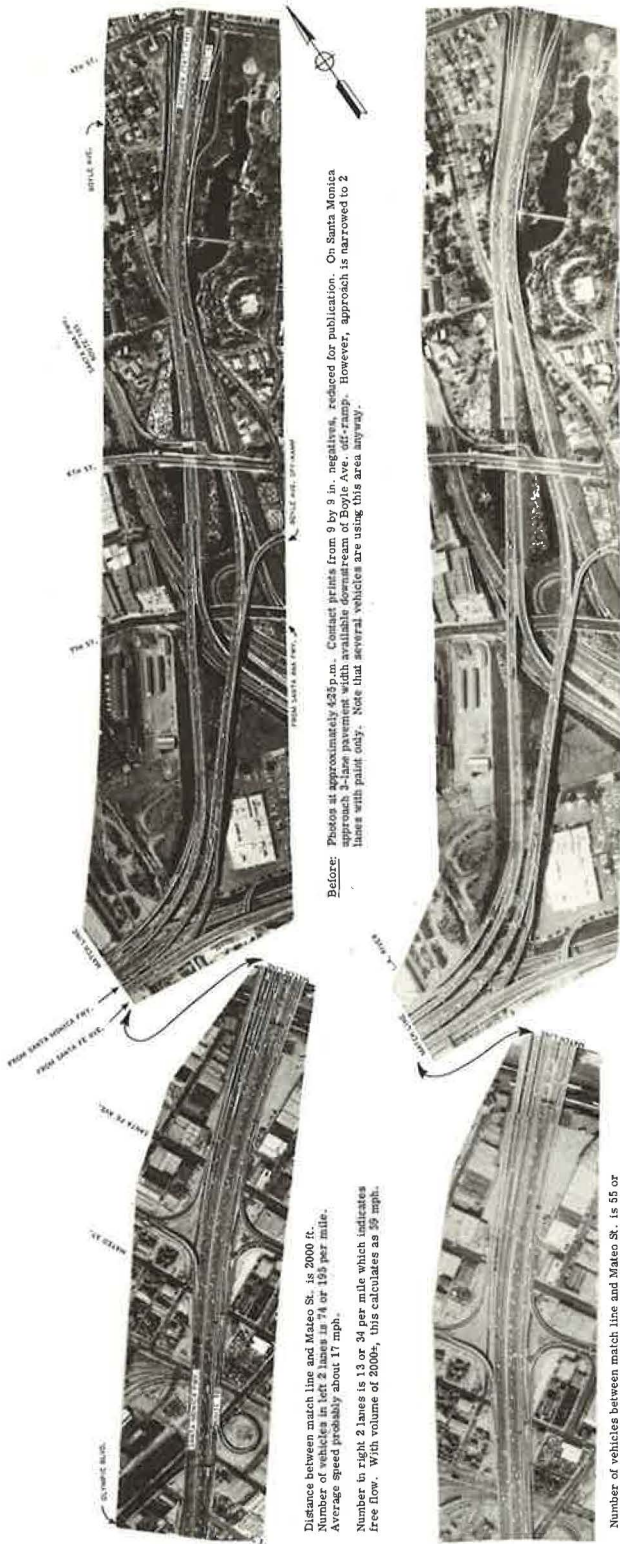 4TH ST.
BOYLE AVE.
SANTA ANA FWY.
6TH ST.
7TH ST.
BOYLE AVE. OFF-RAMP
FROM SANTA ANA FWY.
MATCH LINE
FROM SANTA MONICA FWY.
FROM SANTA FE AVE.
SANTA FE AVE.
MATEO ST.
OLYMPIC BLVD.
Before: Photos at approximately 4:25 p.m. Contact prints from 9 by 9 in. negatives, reduced for publication. On Santa Monica
approach 3-lane pavement width available downstream of Boyle Ave. off-ramp. However, approach is narrowed to 2
lanes with paint only. Note that several vehicles are using this area anyway.
Distance between match line and Mateo St. is 2000 ft.
Number of vehicles in left 2 lanes is 74 or 195 per mile.
Average speed probably about 17 mph.
Number in right 2 lanes is 13 or 34 per mile which indicates
free flow. With volume of 2000±, this calculates as 59 mph.
L.A. RIVER
MATCH LINE
MATCH LINE
Number of vehicles between match line and Mateo St. is 55 or